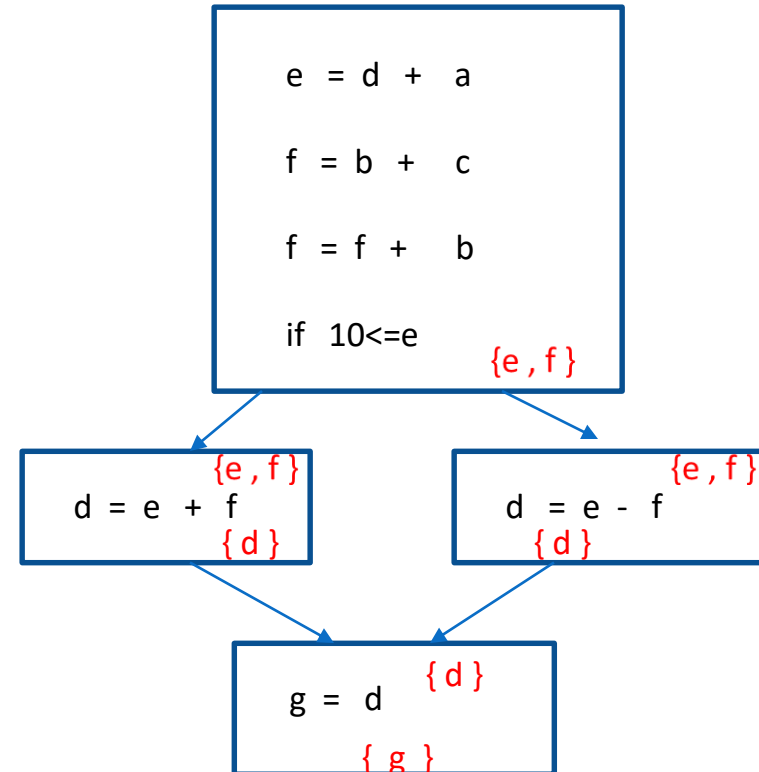 e = d + a
f = b + c
f = f + b
if 10<=e
{e , f }
{e , f }
d = e + f
{ d }
{e , f }
d = e - f
{ d }
{ d }
g = d
{ g }